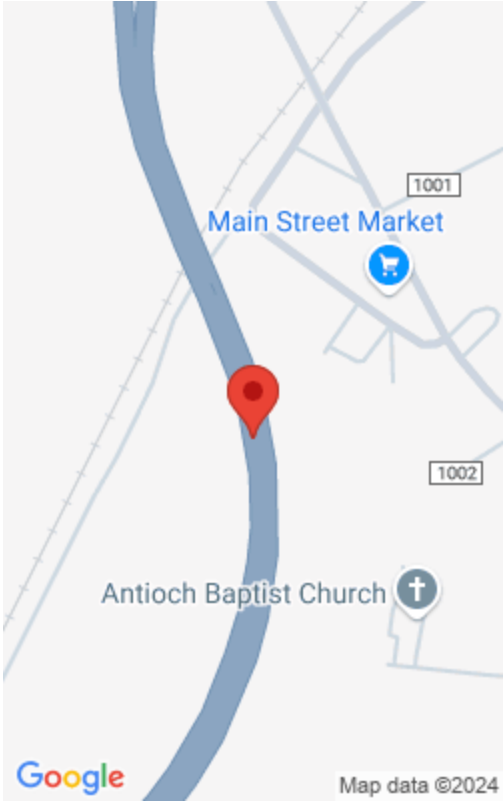 1001
Main Street Market
1002
Antioch Baptist Church
Google
Map data ©2024